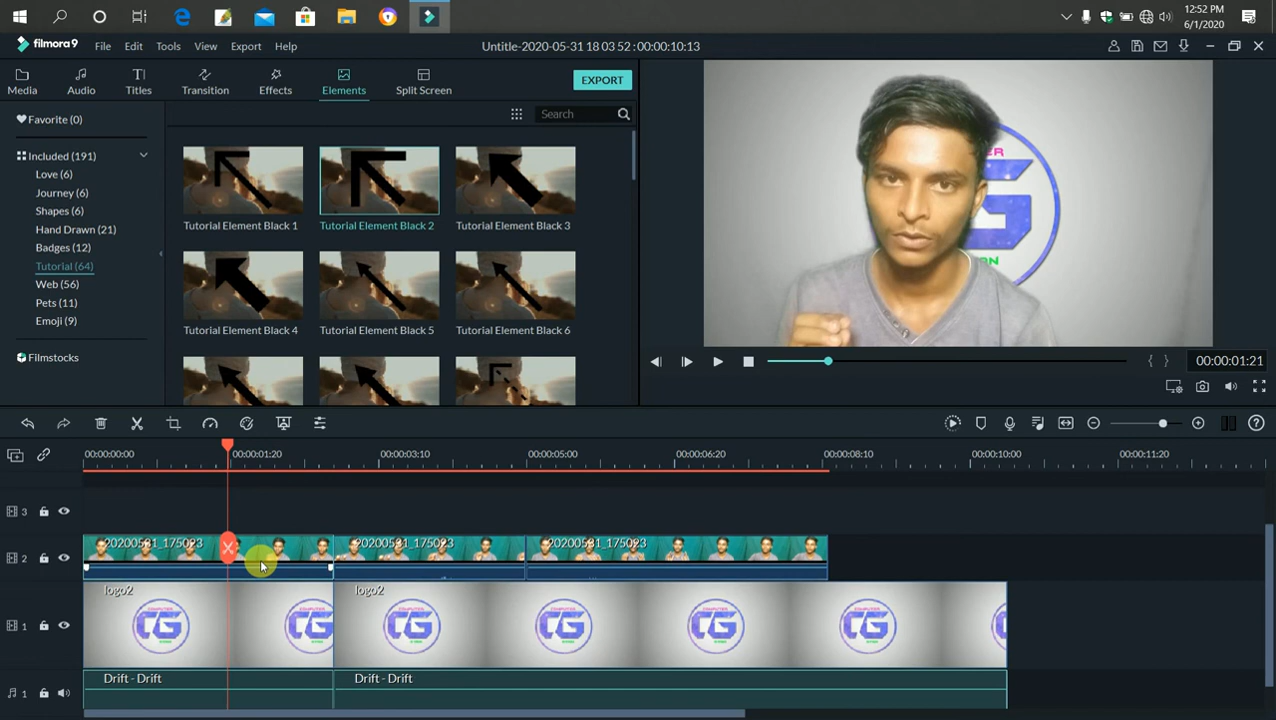 12:52 PM
6/1/2020
filmora9 File Edit Tools View Export Help Untitle-2020-05-31 18 03 52 : 00:00:10:13
Media Audio Titles Transition Effects Elements Split Screen EXPORT
Favorite (0)
Search
Included (191)
Love (6)
Journey (6)
Shapes (6)
Hand Drawn (21)
Badges (12)
Tutorial (64)
Web (56)
Pets (11)
Emoji (9)
Filmstocks
Tutorial Element Black 1 Tutorial Element Black 2 Tutorial Element Black 3
Tutorial Element Black 4 Tutorial Element Black 5 Tutorial Element Black 6
00:00:01:21
00:00:00:00 00:00:01:20 00:00:03:10 00:00:05:00 00:00:06:20 00:00:08:10 00:00:10:00 00:00:11:20
3
2
20200531_175023 20200531_175023 20200531_175023
1
logo2 logo2
1
Drift - Drift Drift - Drift